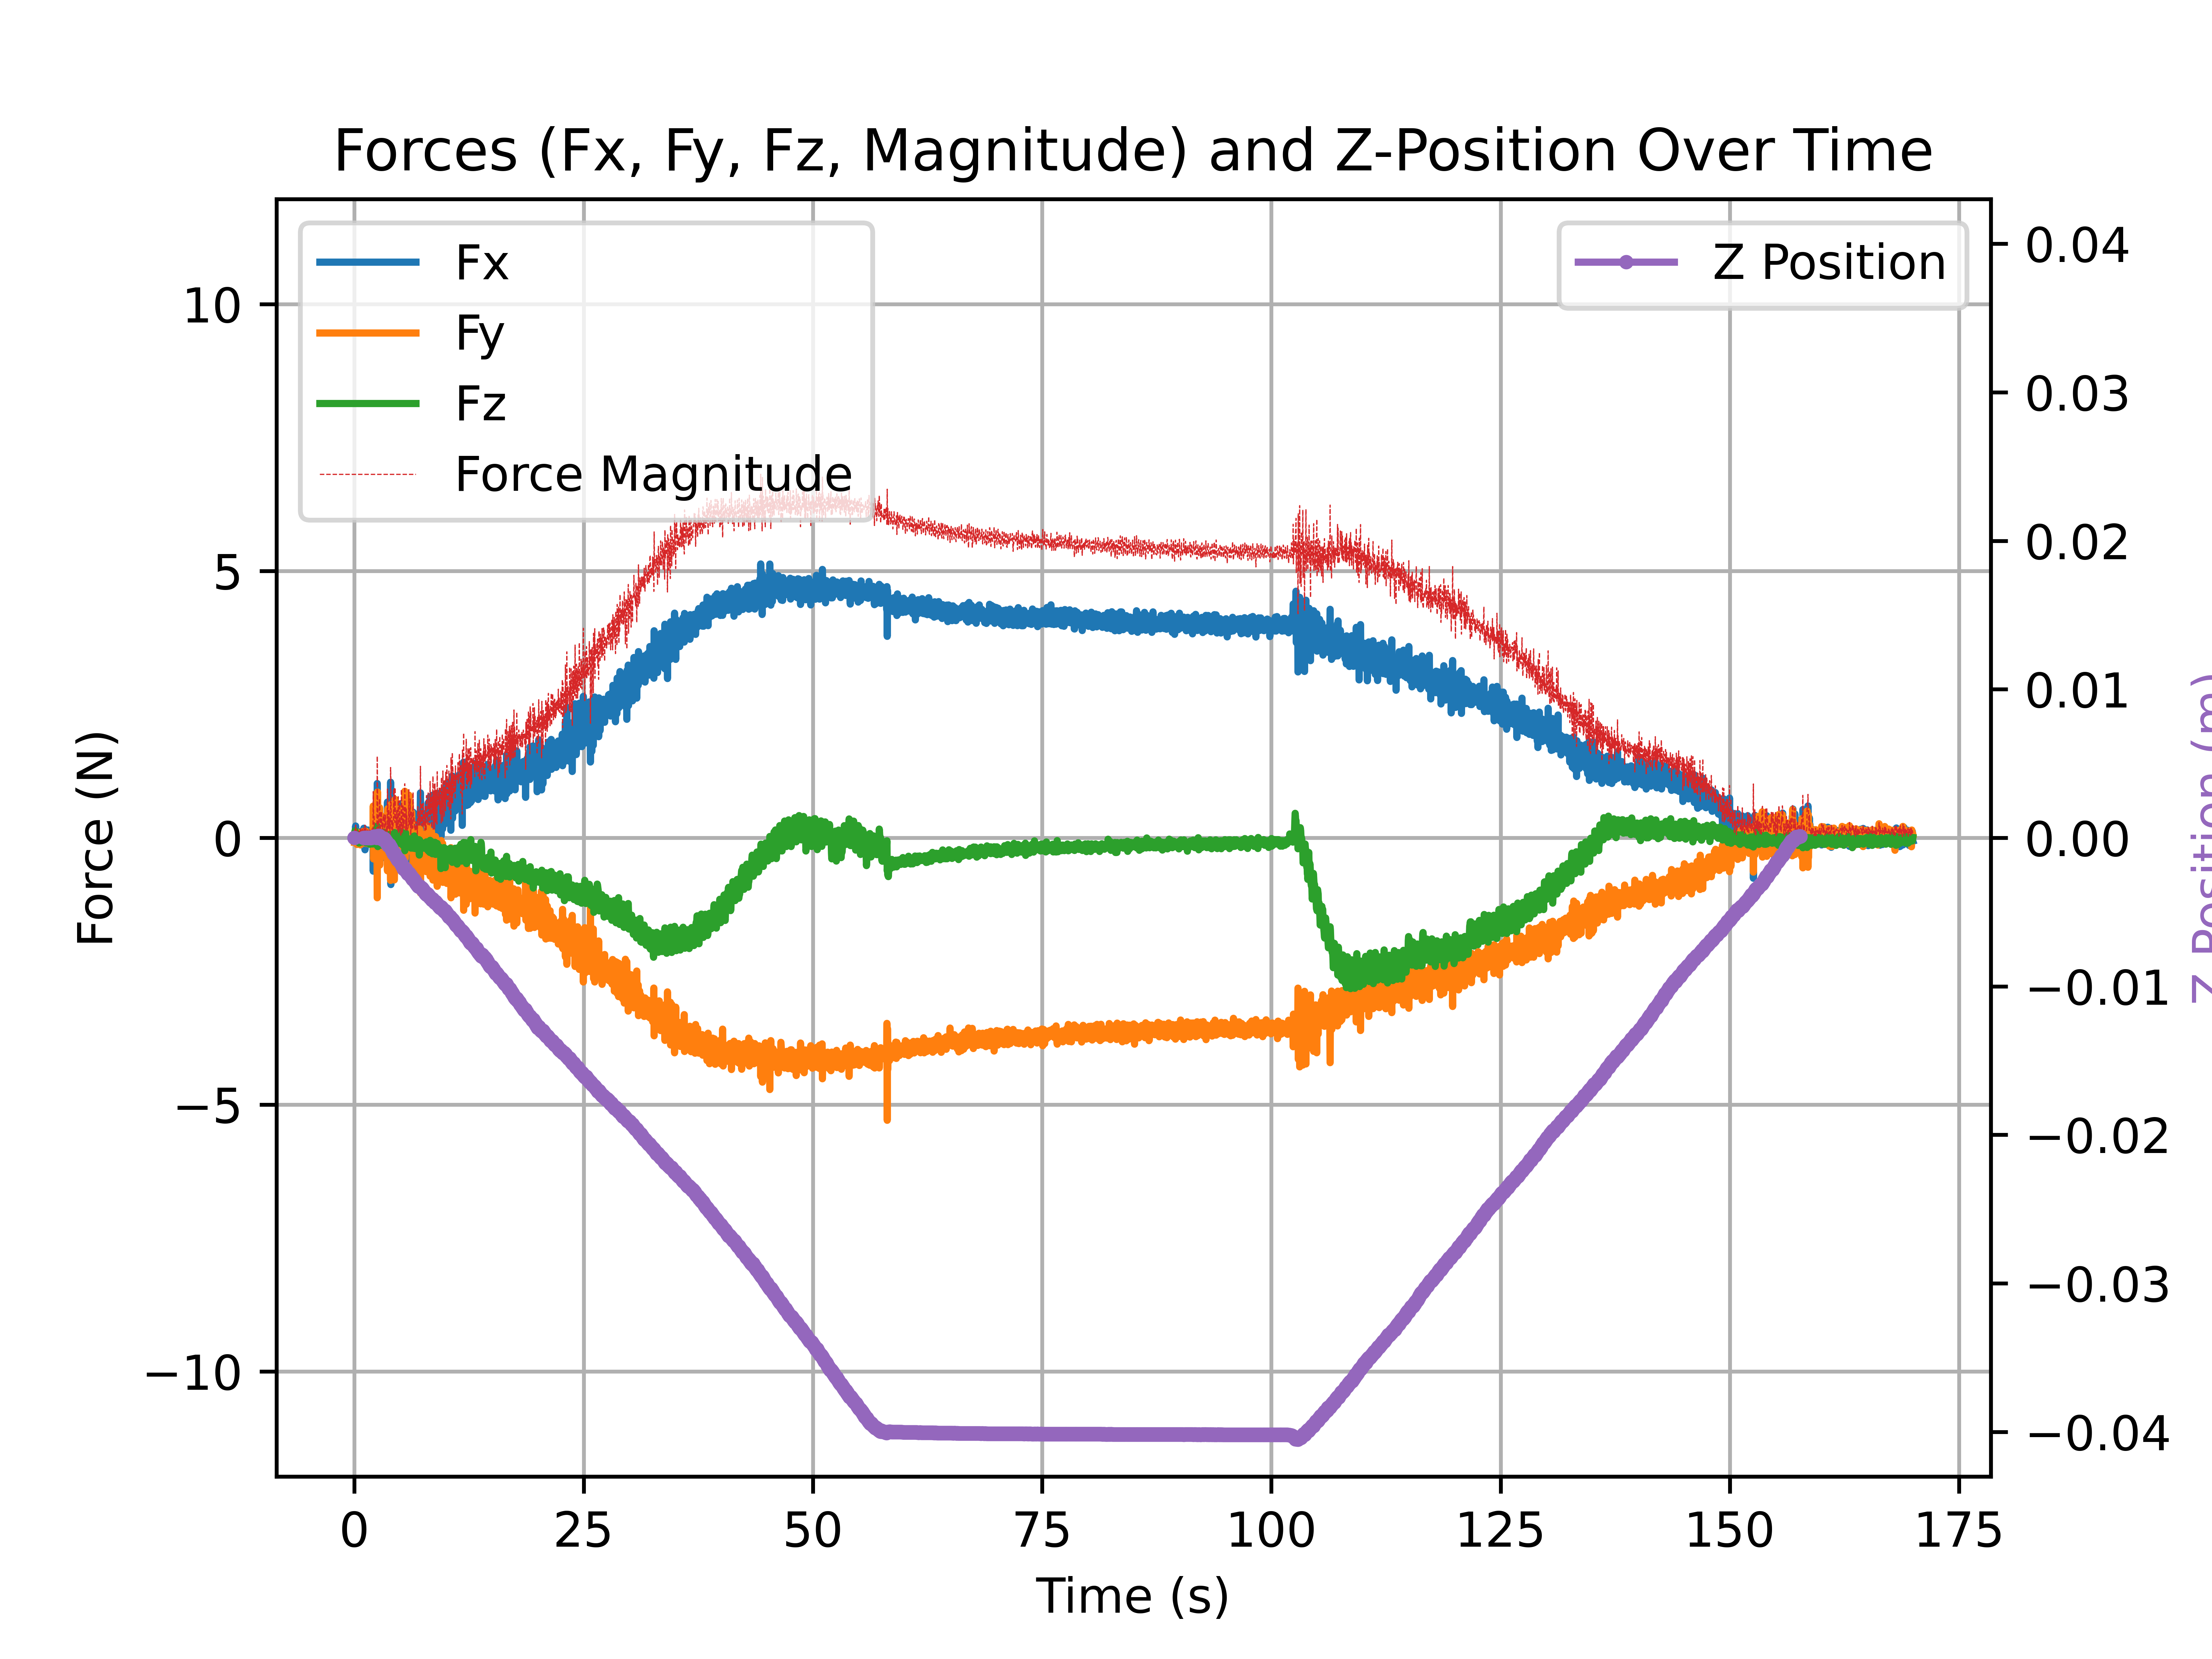 Forces (Fx, Fy, Fz, Magnitude) and Z-Position Over Time
Fx
Fy
Fz
Force Magnitude
Z Position
10
5
0
−5
−10
Force (N)
0.04
0.03
0.02
0.01
0.00
−0.01
−0.02
−0.03
−0.04
Z Position (m)
0 25 50 75 100 125 150 175
Time (s)